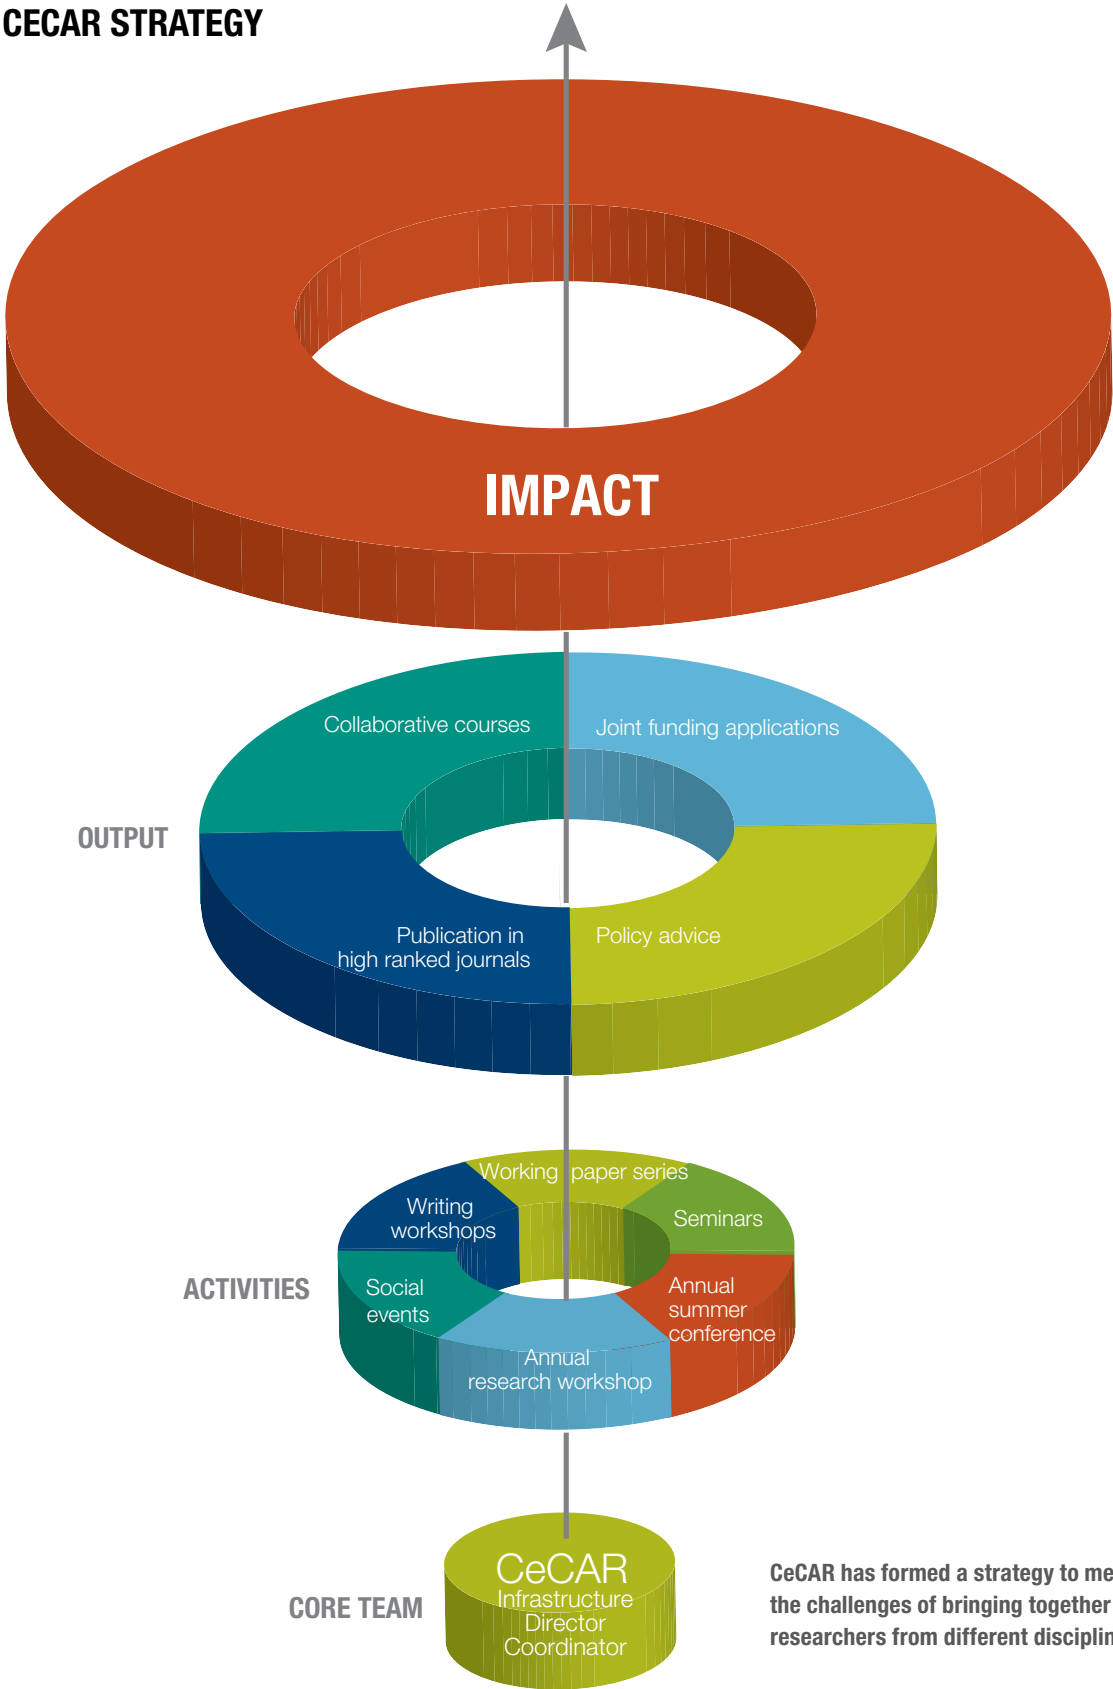 CECAR STRATEGY
IMPACT
Collaborative courses
Joint funding applications
OUTPUT
Publication in
high ranked journals
Policy advice
Working paper series
Writing
workshops
Seminars
ACTIVITIES
Social
events
Annual
summer
conference
Annual
research workshop
CORE TEAM
CeCAR
Infrastructure
Director
Coordinator
CeCAR has formed a strategy to me
the challenges of bringing together
researchers from different disciplin